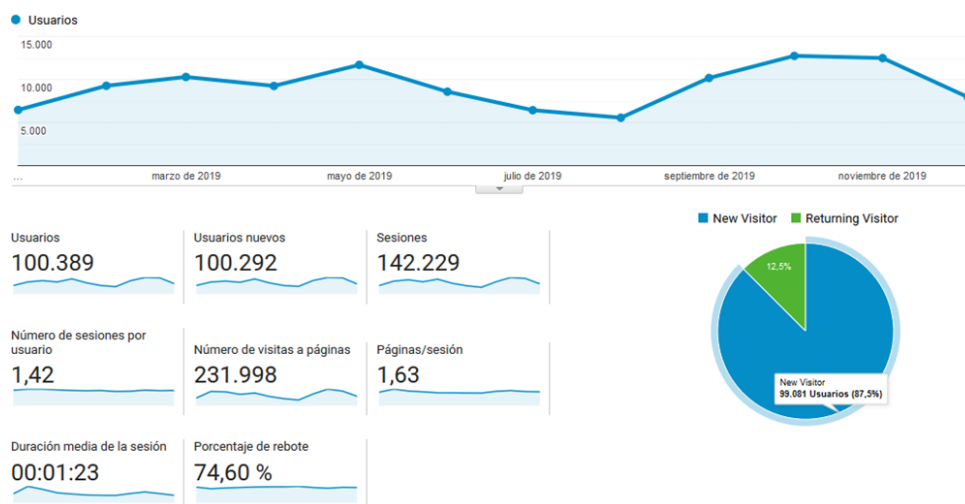 Usuarios
15.000
10.000
5.000
...
marzo de 2019
mayo de 2019
julio de 2019
septiembre de 2019
noviembre de 2019
New Visitor
Returning Visitor
Usuarios
100.389
Usuarios nuevos
100.292
Sesiones
142.229
Número de sesiones por
usuario
1,42
Número de visitas a páginas
231.998
Páginas/sesión
1,63
Duración media de la sesión
00:01:23
Porcentaje de rebote
74,60 %
12,5%
New Visitor
99.081 Usuarios (87,5%)